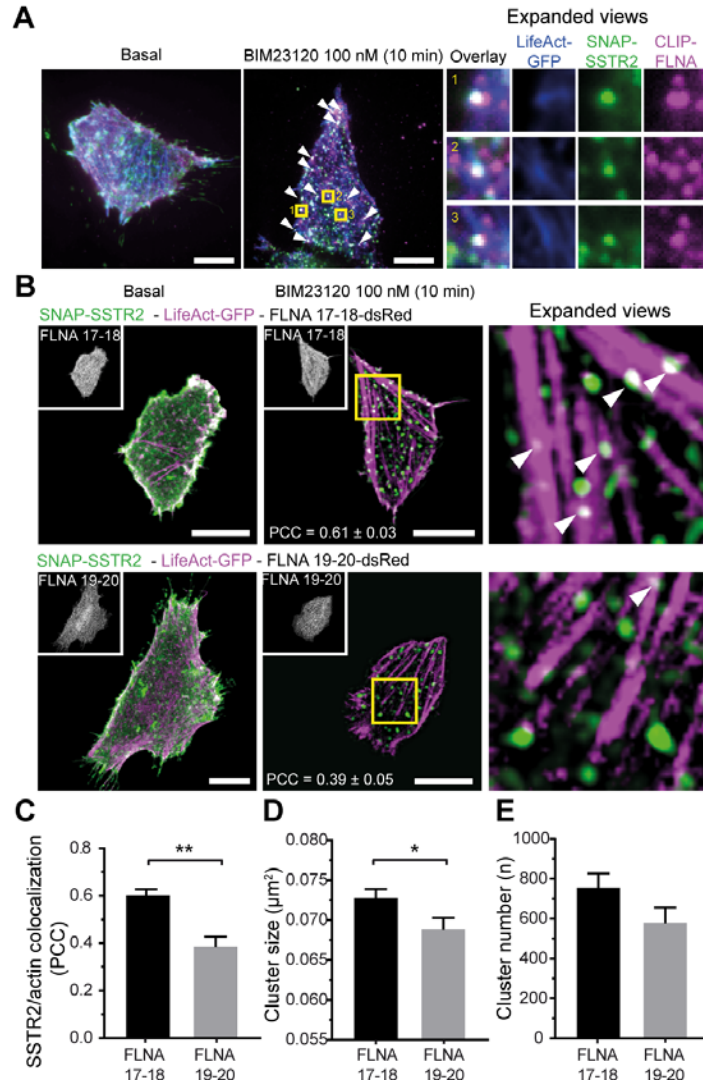 A
Expanded views
Basal
BIM23120 100 nM (10 min)
Overlay
LifeAct-
GFP
SNAP-
SSTR2
CLIP-
FLNA
1
2
3
1
2
3
B
Basal
BIM23120 100 nM (10 min)
SNAP-SSTR2 - LifeAct-GFP - FLNA 17-18-dsRed
Expanded views
FLNA 17-18
FLNA 17-18
PCC = 0.61 ± 0.03
SNAP-SSTR2 - LifeAct-GFP - FLNA 19-20-dsRed
FLNA 19-20
FLNA 19-20
PCC = 0.39 ± 0.05
C
SSTR2/actin colocalization
(PCC)
0.8
0.6
0.4
0.2
0.0
**
FLNA
17-18
FLNA
19-20
D
Cluster size (µm²)
0.080
0.075
0.070
0.065
0.060
0.055
*
FLNA
17-18
FLNA
19-20
E
Cluster number (n)
1000
800
600
400
200
0
FLNA
17-18
FLNA
19-20